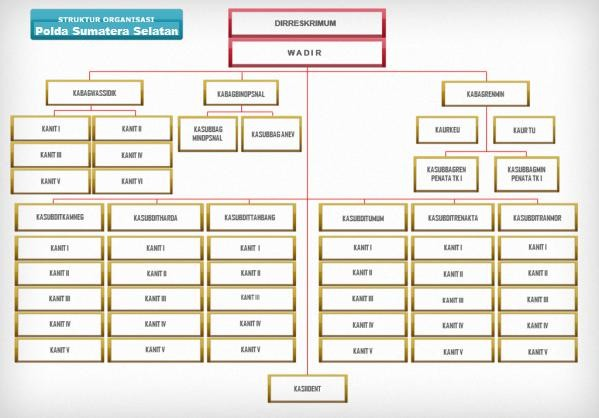 STRUKTUR ORGANISASI
Polda Sumatera Selatan
DIRRESKRIMUM
WADIR
KABAGWASSIDIK
KABAGBINOPSNAL
KABAGRENMIN
KANIT I
KANIT II
KANIT III
KANIT IV
KANIT V
KANIT VI
KASUBBAG
MINOPSNAL
KASUBBAG ANEV
KAURKEU
KAUR TU
KASUBBAGREN
PENATA TK I
KASUBBAGMIN
PENATA TK I
KASUBDITKAMNEG
KASUBDITHARDA
KASUBDITTAHBANG
KASUBDITUMUM
KASUBDITRENAKTA
KASUBDITRANMOR
KANIT I
KANIT I
KANIT I
KANIT I
KANIT I
KANIT I
KANIT II
KANIT II
KANIT II
KANIT II
KANIT II
KANIT II
KANIT III
KANIT III
KANIT III
KANIT III
KANIT III
KANIT III
KANIT IV
KANIT IV
KANIT IV
KANIT IV
KANIT IV
KANIT IV
KANIT V
KANIT V
KANIT V
KANIT V
KANIT V
KANIT V
KASIIDENT